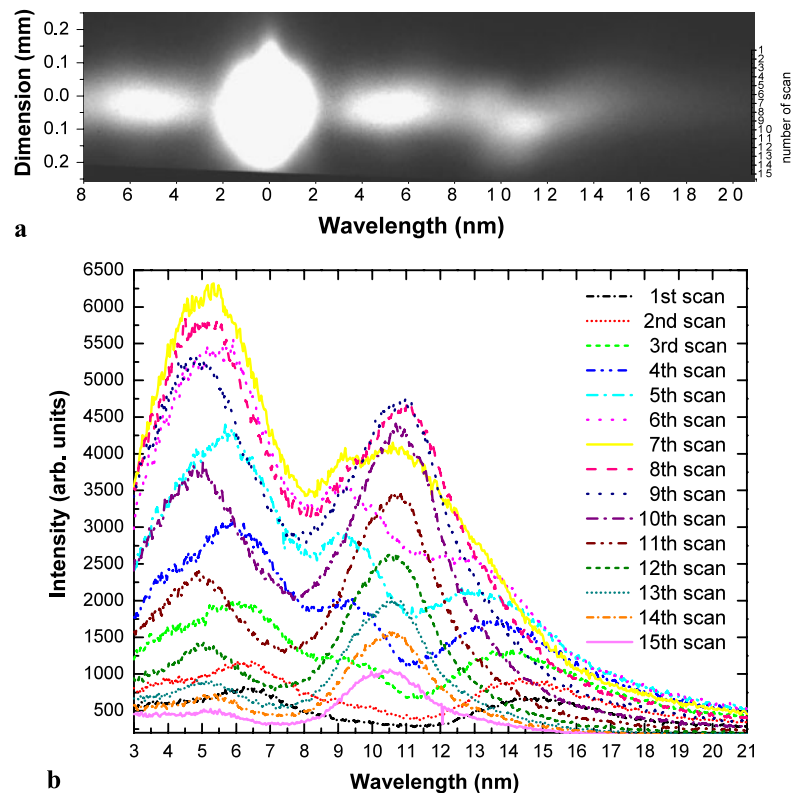 Dimension (mm)
0.2
0.1
0.0
0.1
0.2
8 6 4 2 0 2 4 6 8 10 12 14 16 18 20
Wavelength (nm)
1
2
3
4
5
6
7
8
9
10
11
12
13
14
15
number of scan
a
Intensity (arb. units)
6500
6000
5500
5000
4500
4000
3500
3000
2500
2000
1500
1000
500
3 4 5 6 7 8 9 10 11 12 13 14 15 16 17 18 19 20 21
Wavelength (nm)
1st scan
2nd scan
3rd scan
4th scan
5th scan
6th scan
7th scan
8th scan
9th scan
10th scan
11th scan
12th scan
13th scan
14th scan
15th scan
b